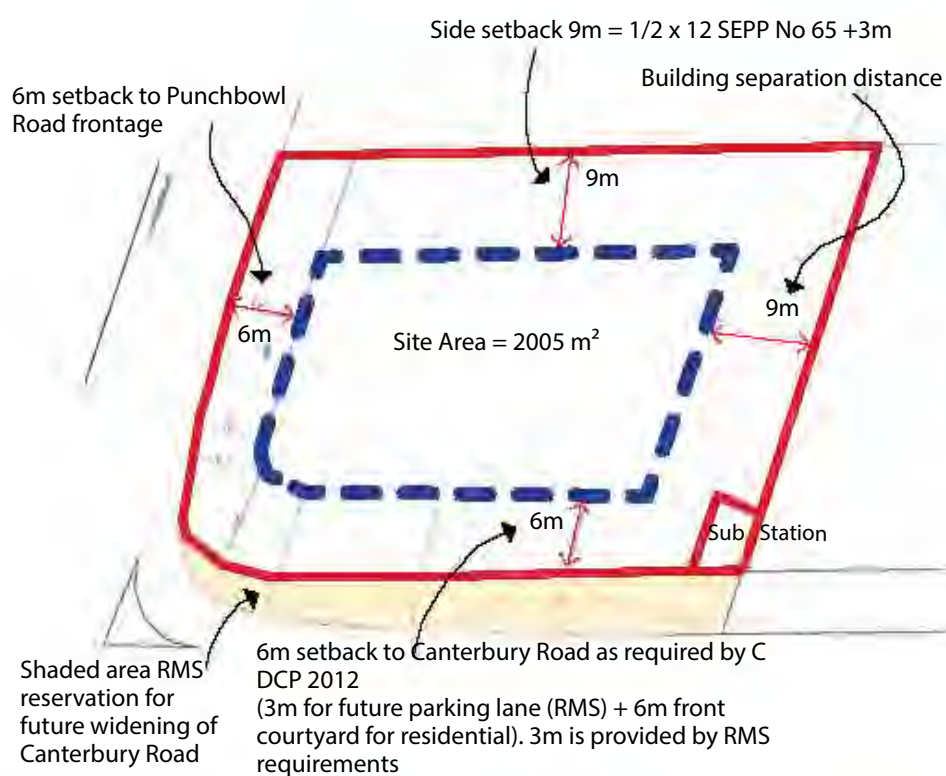 Side setback 9m = 1/2 x 12 SEPP No 65 +3m
Building separation distance
6m setback to Punchbowl
Road frontage
9m
9m
6m
Site Area = 2005 m²
6m
Sub Station
Shaded area RMS
reservation for
future widening of
Canterbury Road
6m setback to Canterbury Road as required by C
DCP 2012
(3m for future parking lane (RMS) + 6m front
courtyard for residential). 3m is provided by RMS
requirements